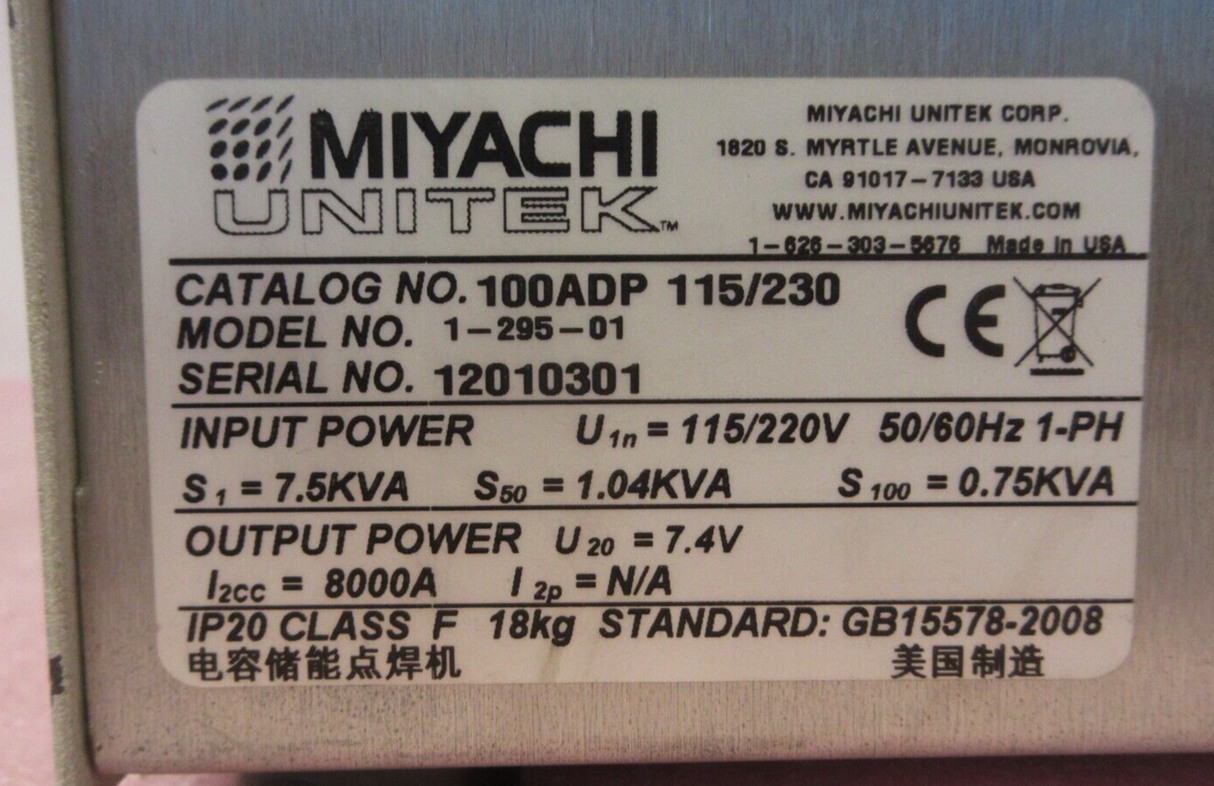 MIYACHI
UNITEK™
MIYACHI UNITEK CORP.
1820 S. MYRTLE AVENUE, MONROVIA,
CA 91017-7133 USA
WWW.MIYACHIUNITEK.COM
1-626-303-5676 Made in USA
CATALOG NO. 100ADP 115/230
MODEL NO. 1-295-01
SERIAL NO. 12010301
CE
INPUT POWER U1n = 115/220V 50/60Hz 1-PH
S1 = 7.5KVA S50 = 1.04KVA S100 = 0.75KVA
OUTPUT POWER U20 = 7.4V
I2CC = 8000A I2p = N/A
IP20 CLASS F 18kg STANDARD: GB15578-2008
电容储能点焊机 美国制造